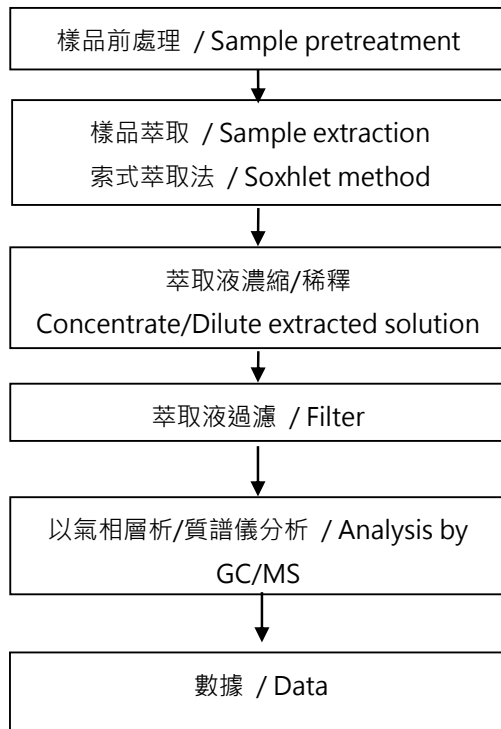 樣品前處理 / Sample pretreatment
樣品萃取 / Sample extraction
索式萃取法 / Soxhlet method
萃取液濃縮/稀釋
Concentrate/Dilute extracted solution
萃取液過濾 / Filter
以氣相層析/質譜儀分析 / Analysis by
GC/MS
數據 / Data